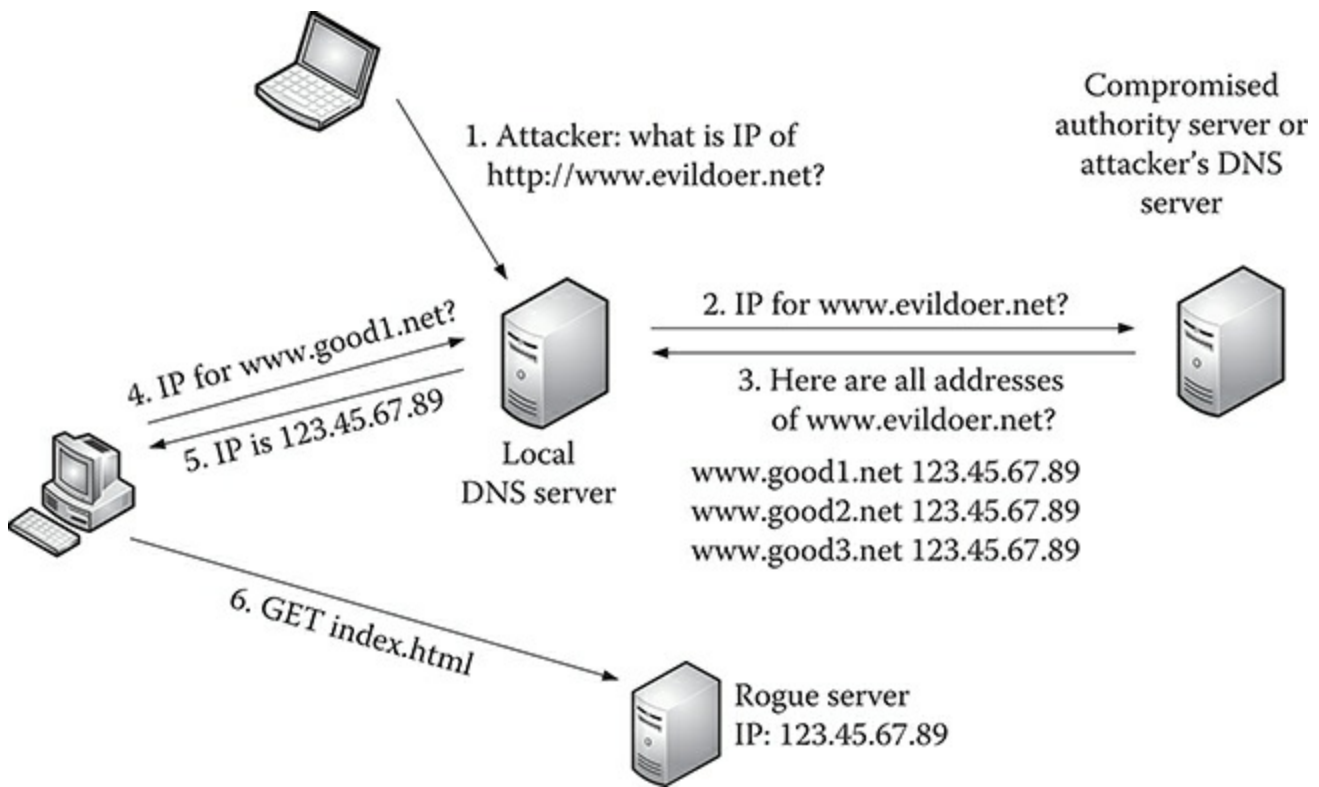 1. Attacker: what is IP of
http://www.evildoer.net?
Compromised
authority server or
attacker's DNS
server
2. IP for www.evildoer.net?
3. Here are all addresses
of www.evildoer.net?
www.good1.net 123.45.67.89
www.good2.net 123.45.67.89
www.good3.net 123.45.67.89
4. IP for www.good1.net?
5. IP is 123.45.67.89
Local
DNS server
6. GET index.html
Rogue server
IP: 123.45.67.89